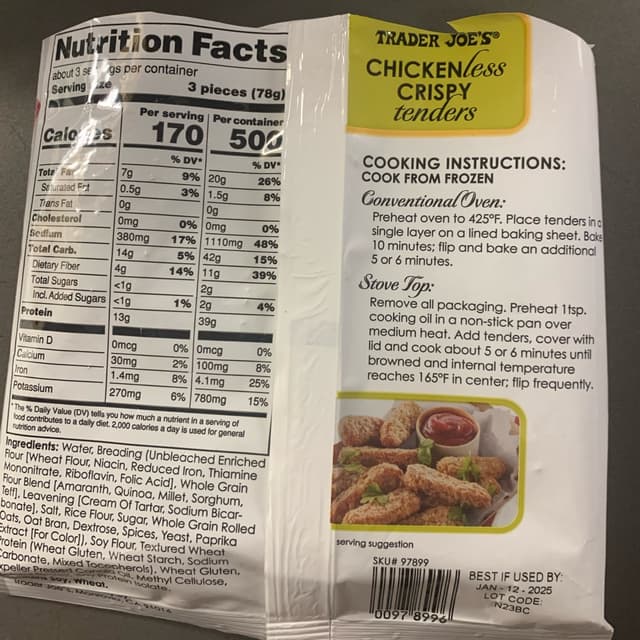 Nutrition Facts
about 3 servings per container
Serving size 3 pieces (78g)
Per serving Per container
Calories 170 500
% DV* % DV*
Total Fat 7g 9% 20g 26%
Saturated Fat 0.5g 3% 1.5g 8%
Trans Fat 0g 0g
Cholesterol 0mg 0% 0mg 0%
Sodium 380mg 17% 1110mg 48%
Total Carb. 14g 5% 42g 15%
Dietary Fiber 4g 14% 11g 39%
Total Sugars <1g 2g
Incl. Added Sugars <1g 1% 2g 4%
Protein 13g 39g
Vitamin D 0mcg 0% 0mcg 0%
Calcium 30mg 2% 100mg 8%
Iron 1.4mg 8% 4.1mg 25%
Potassium 270mg 6% 780mg 15%
*The % Daily Value (DV) tells you how much a nutrient in a serving of
food contributes to a daily diet. 2,000 calories a day is used for general
nutrition advice.
Ingredients: Water, Breading (Unbleached Enriched
Flour [Wheat Flour, Niacin, Reduced Iron, Thiamine
Mononitrate, Riboflavin, Folic Acid], Whole Grain
Flour Blend [Amaranth, Quinoa, Millet, Sorghum,
Teff], Leavening [Cream Of Tartar, Sodium Bicar-
bonate], Salt, Rice Flour, Sugar, Whole Grain Rolled
Oats, Oat Bran, Dextrose, Spices, Yeast, Paprika
Extract [For Color]), Soy Flour, Textured Wheat
Protein (Wheat Gluten, Wheat Starch, Sodium
Carbonate, Mixed Tocopherols), Wheat Gluten,
Expeller Pressed Canola Oil, Methyl Cellulose,
Protein Isolate.
Soy, Wheat.
Trader Joe's, Monrovia, CA 91016
TRADER JOE'S®
CHICKENless
CRISPY
tenders
COOKING INSTRUCTIONS:
COOK FROM FROZEN
Conventional Oven:
Preheat oven to 425°F. Place tenders in a
single layer on a lined baking sheet. Bake
10 minutes; flip and bake an additional
5 or 6 minutes.
Stove Top:
Remove all packaging. Preheat 1tsp.
cooking oil in a non-stick pan over
medium heat. Add tenders, cover with
lid and cook about 5 or 6 minutes until
browned and internal temperature
reaches 165°F in center; flip frequently.
serving suggestion
SKU# 97899
0097 8996
BEST IF USED BY:
JAN - 12 - 2025
LOT CODE:
N23BC